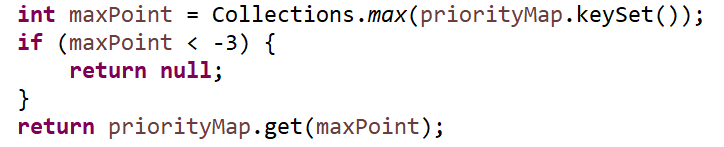 int maxPoint = Collections.max(priorityMap.keySet());
if (maxPoint < -3) {
    return null;
}
return priorityMap.get(maxPoint);